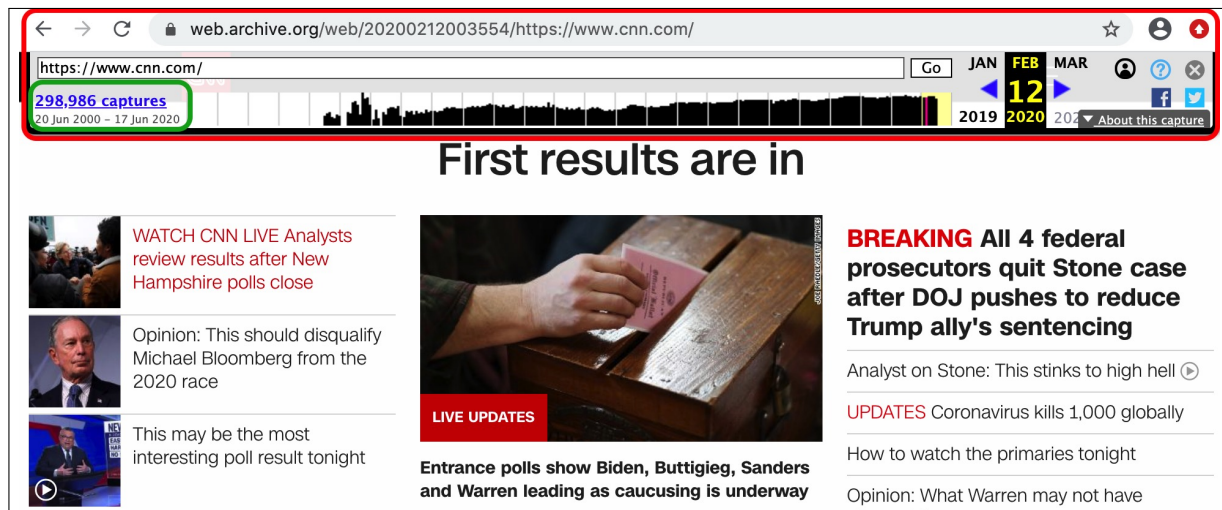 web.archive.org/web/20200212003554/https://www.cnn.com/
https://www.cnn.com/
Go
JAN FEB MAR
298,986 captures
12
20 Jun 2000 – 17 Jun 2020
2019 2020
About this capture
First results are in
WATCH CNN LIVE Analysts
review results after New
Hampshire polls close
Opinion: This should disqualify
Michael Bloomberg from the
2020 race
This may be the most
interesting poll result tonight
LIVE UPDATES
Entrance polls show Biden, Buttigieg, Sanders
and Warren leading as caucusing is underway
BREAKING All 4 federal
prosecutors quit Stone case
after DOJ pushes to reduce
Trump ally's sentencing
Analyst on Stone: This stinks to high hell
UPDATES Coronavirus kills 1,000 globally
How to watch the primaries tonight
Opinion: What Warren may not have